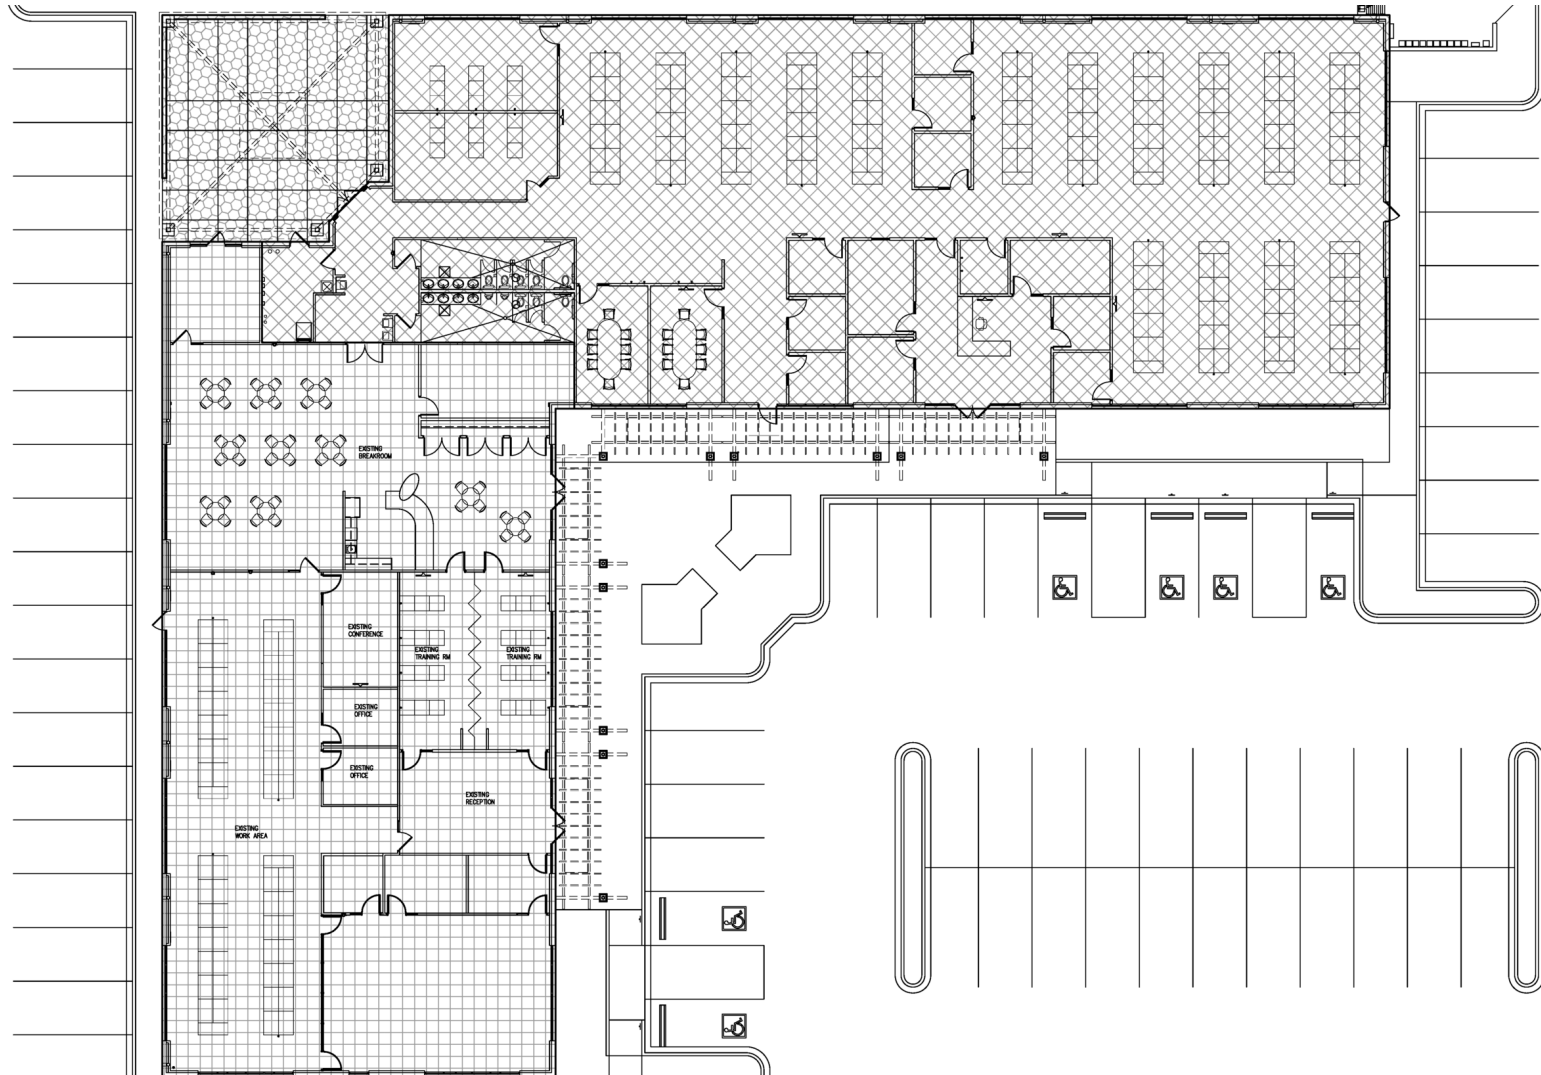 EXISTING
BREAKROOM
EXISTING
CONFERENCE
EXISTING
TRAINING RM
EXISTING
TRAINING RM
EXISTING
OFFICE
EXISTING
OFFICE
EXISTING
RECEPTION
EXISTING
WORK AREA